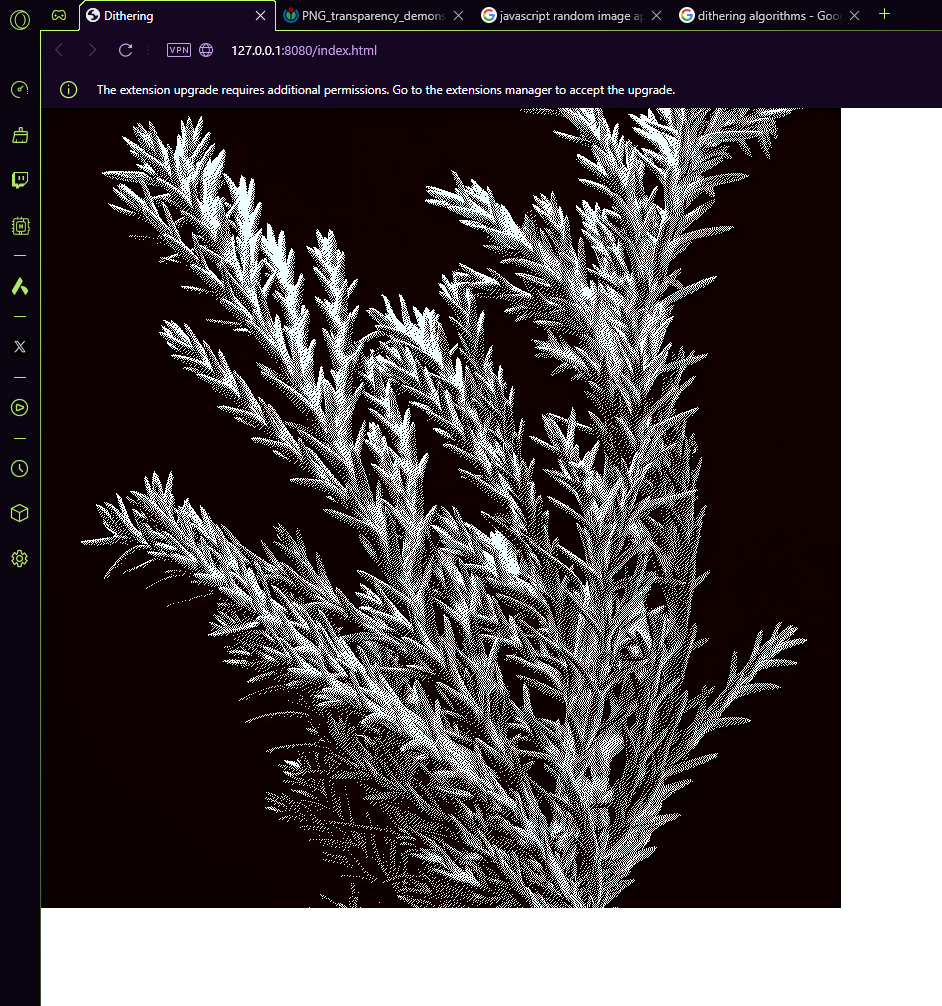 Dithering
PNG_transparency_demons
javascript random image ap
dithering algorithms - Goo
VPN
127.0.0.1:8080/index.html
The extension upgrade requires additional permissions. Go to the extensions manager to accept the upgrade.